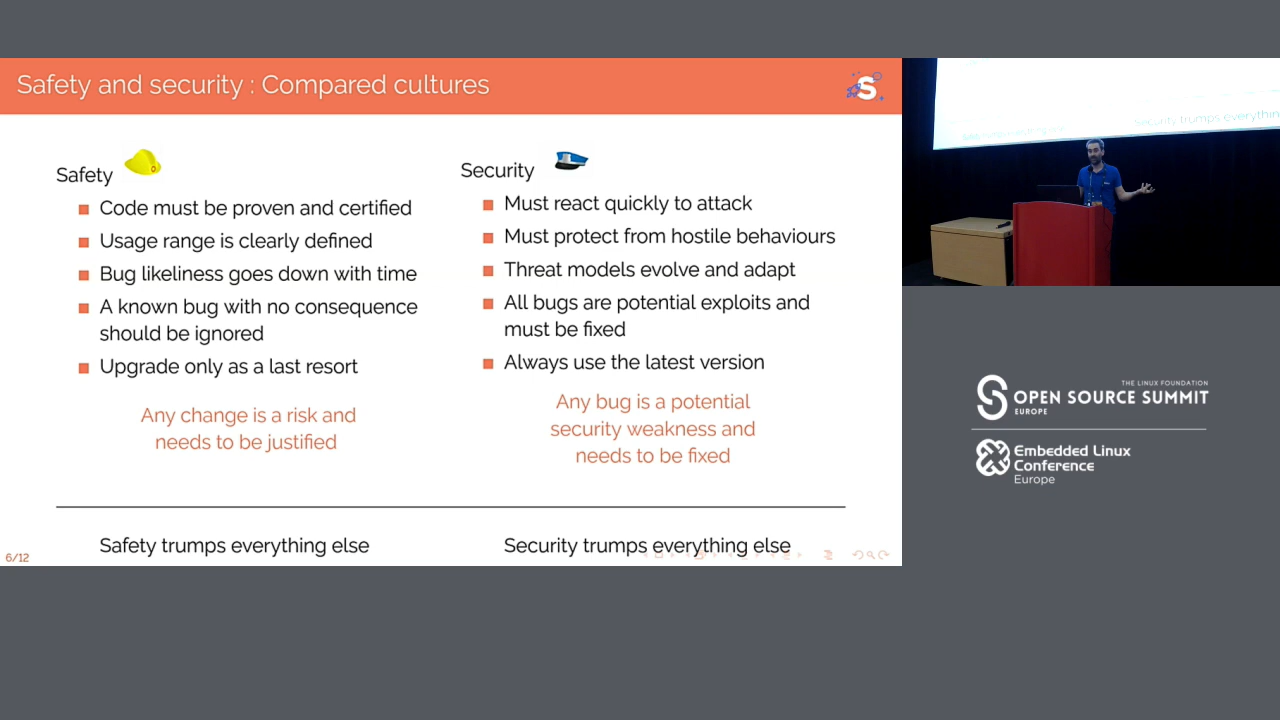 Safety and security : Compared cultures
S
Safety
Code must be proven and certified
Usage range is clearly defined
Bug likeliness goes down with time
A known bug with no consequence
should be ignored
Upgrade only as a last resort
Any change is a risk and
needs to be justified
Security
Must react quickly to attack
Must protect from hostile behaviours
Threat models evolve and adapt
All bugs are potential exploits and
must be fixed
Always use the latest version
Any bug is a potential
security weakness and
needs to be fixed
Safety trumps everything else
Security trumps everything else
6/12
Security trumps everythin
THE LINUX FOUNDATION
OPEN SOURCE SUMMIT
EUROPE
Embedded Linux
Conference
Europe